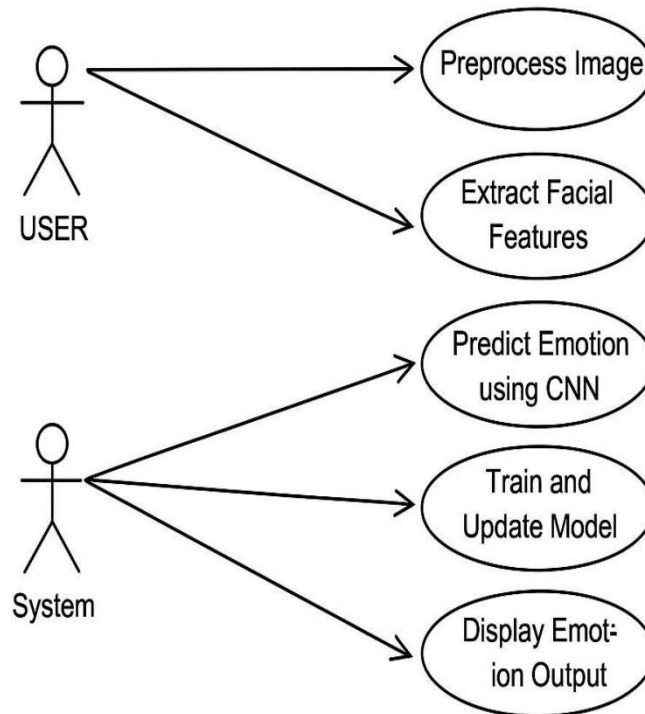 Preprocess Image
USER
Extract Facial
Features
Predict Emotion
using CNN
System
Train and
Update Model
Display Emot-
ion Output